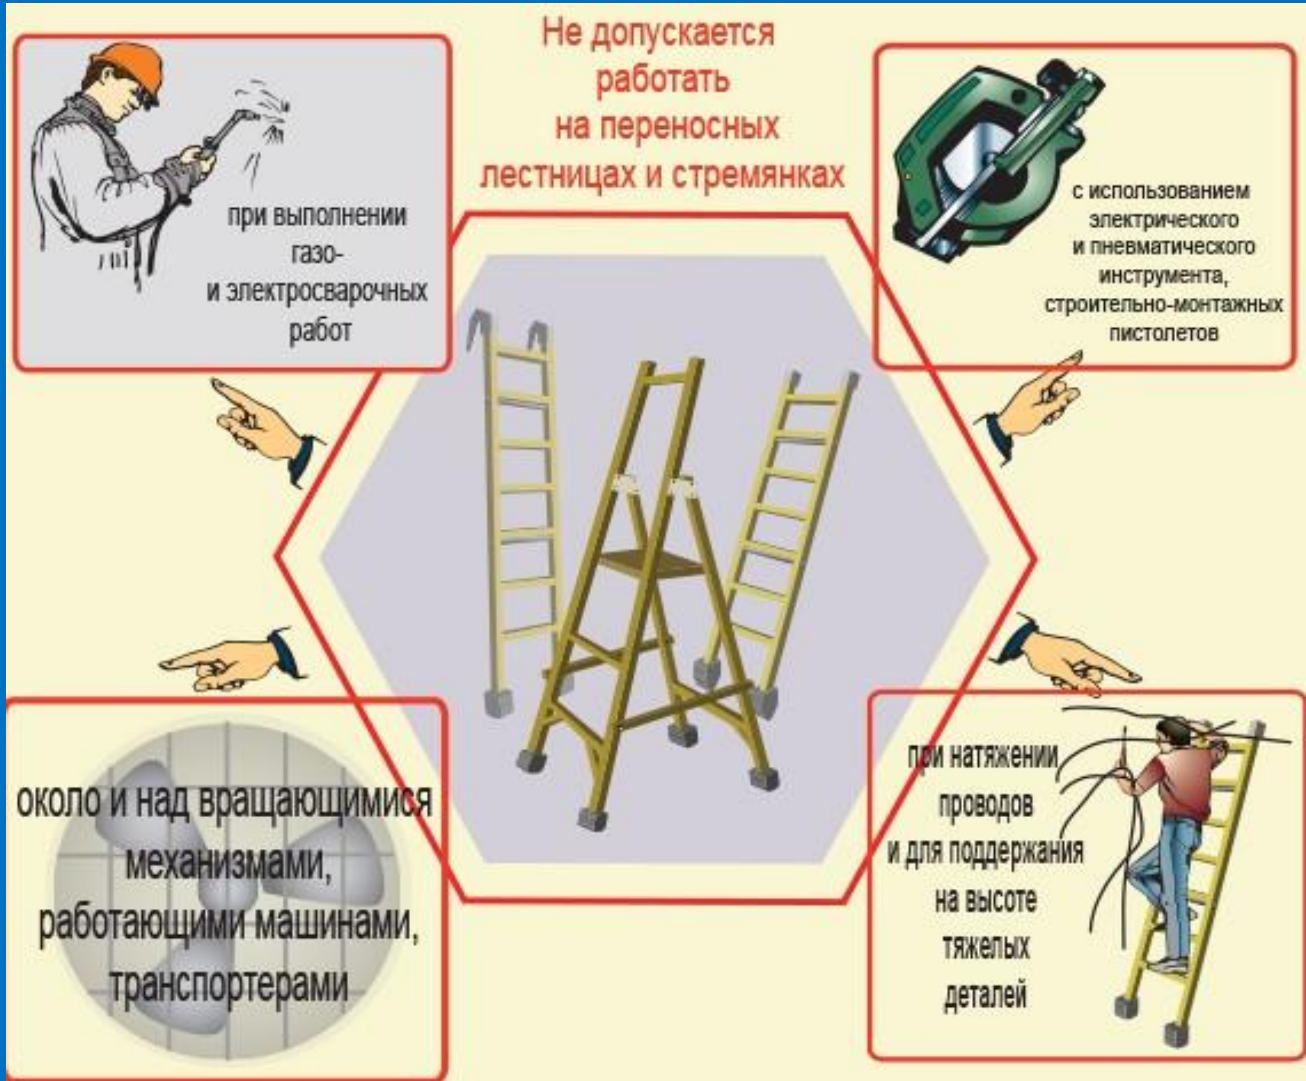 Не допускается
работать
на переносных
лестницах и стремянках
при выполнении
газо-
и электросварочных
работ
с использованием
электрического
и пневматического
инструмента,
строительно-монтажных
пистолетов
около и над вращающимися
механизмами,
работающими машинами,
транспортерами
при натяжении
проводов
и для поддержания
на высоте
тяжелых
деталей